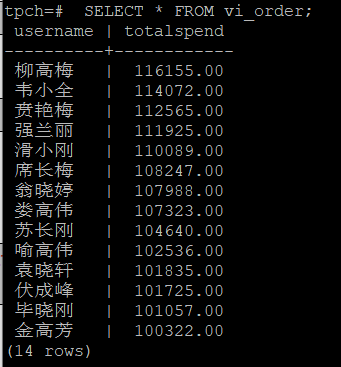 tpch=#  SELECT * FROM vi_order;
 username | totalspend
----------+------------
 柳高梅   |  116155.00
 韦小全   |  114072.00
 贲艳梅   |  112565.00
 强兰丽   |  111925.00
 滑小刚   |  110089.00
 席长梅   |  108247.00
 翁晓婷   |  107988.00
 娄高伟   |  107323.00
 苏长刚   |  104640.00
 喻高伟   |  102536.00
 袁晓轩   |  101835.00
 伏成峰   |  101725.00
 毕晓刚   |  101057.00
 金高芳   |  100322.00
(14 rows)